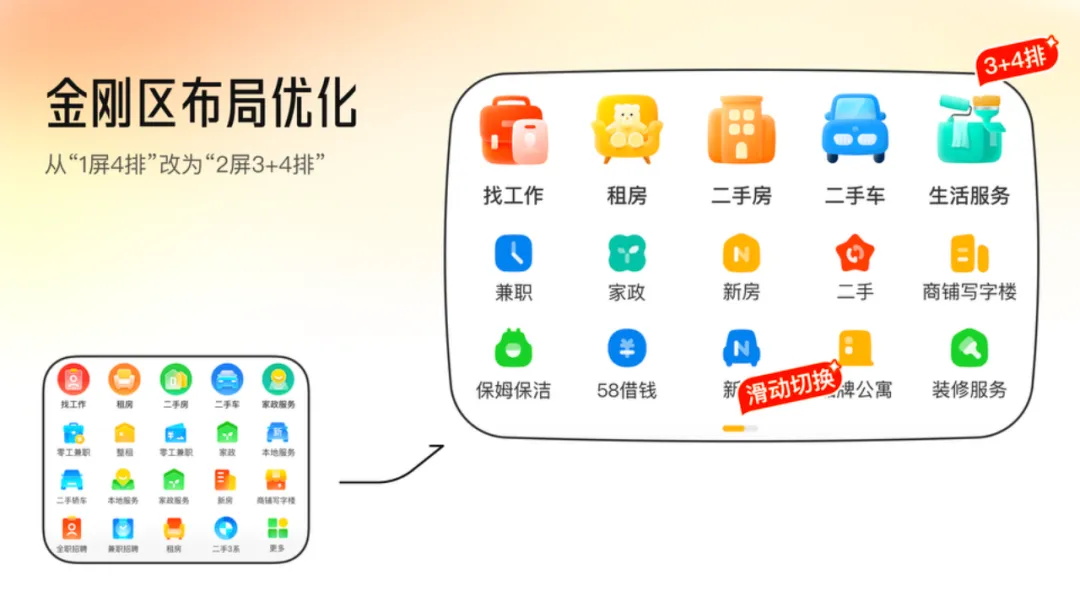 金刚区布局优化
从“1屏4排”改为“2屏3+4排”
3+4排
找工作
租房
二手房
二手车
生活服务
兼职
家政
新房
二手
商铺写字楼
保姆保洁
58借钱
新
滑动切换
牌公寓
装修服务
找工作
租房
二手房
二手车
家政服务
零工兼职
整租
零工兼职
家政
本地服务
二手轿车
本地服务
家政服务
新房
商铺写字楼
全职招聘
兼职招聘
租房
二手3系
更多